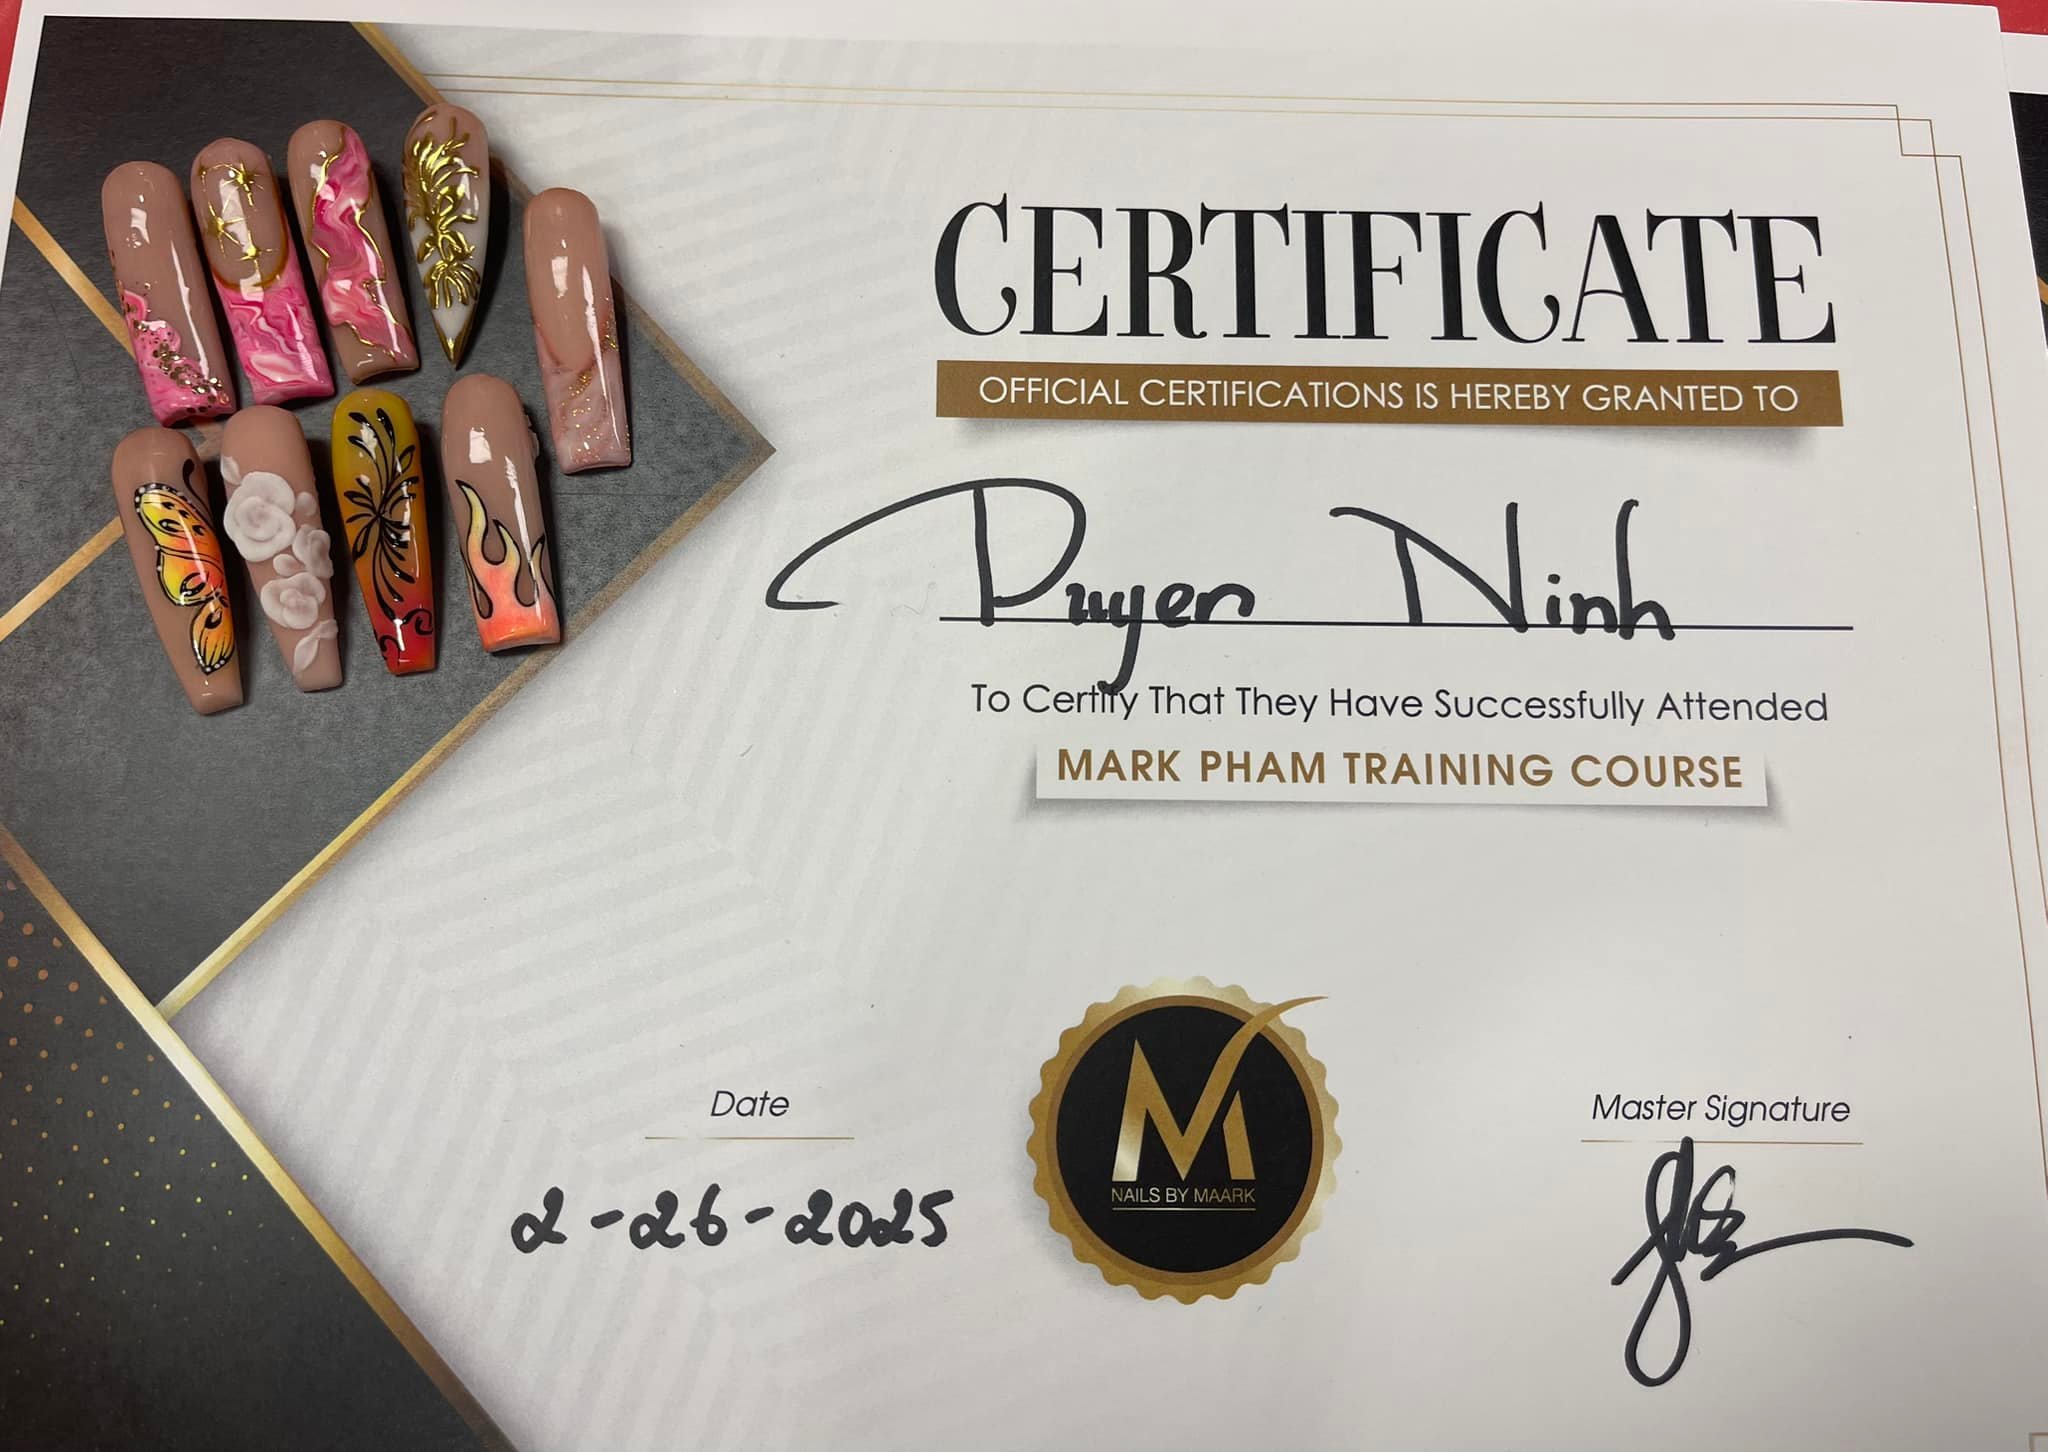 CERTIFICATE
OFFICIAL CERTIFICATIONS IS HEREBY GRANTED TO
Duyen Ninh
To Certify That They Have Successfully Attended
MARK PHAM TRAINING COURSE
Date
2-26-2025
M
NAILS BY MAARK
Master Signature